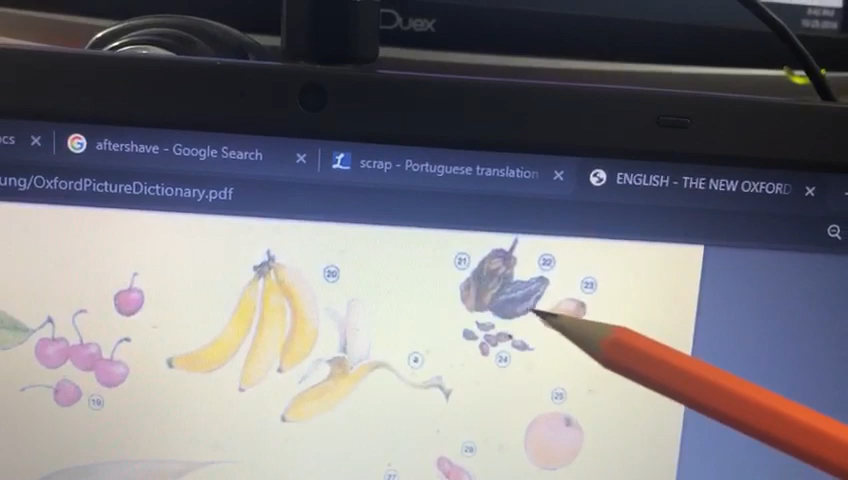 Duex
cs × aftershave - Google Search × scrap - Portuguese translation × ENGLISH - THE NEW OXFORD ×
ung/OxfordPictureDictionary.pdf
21 22
20 23
24
a
19 25